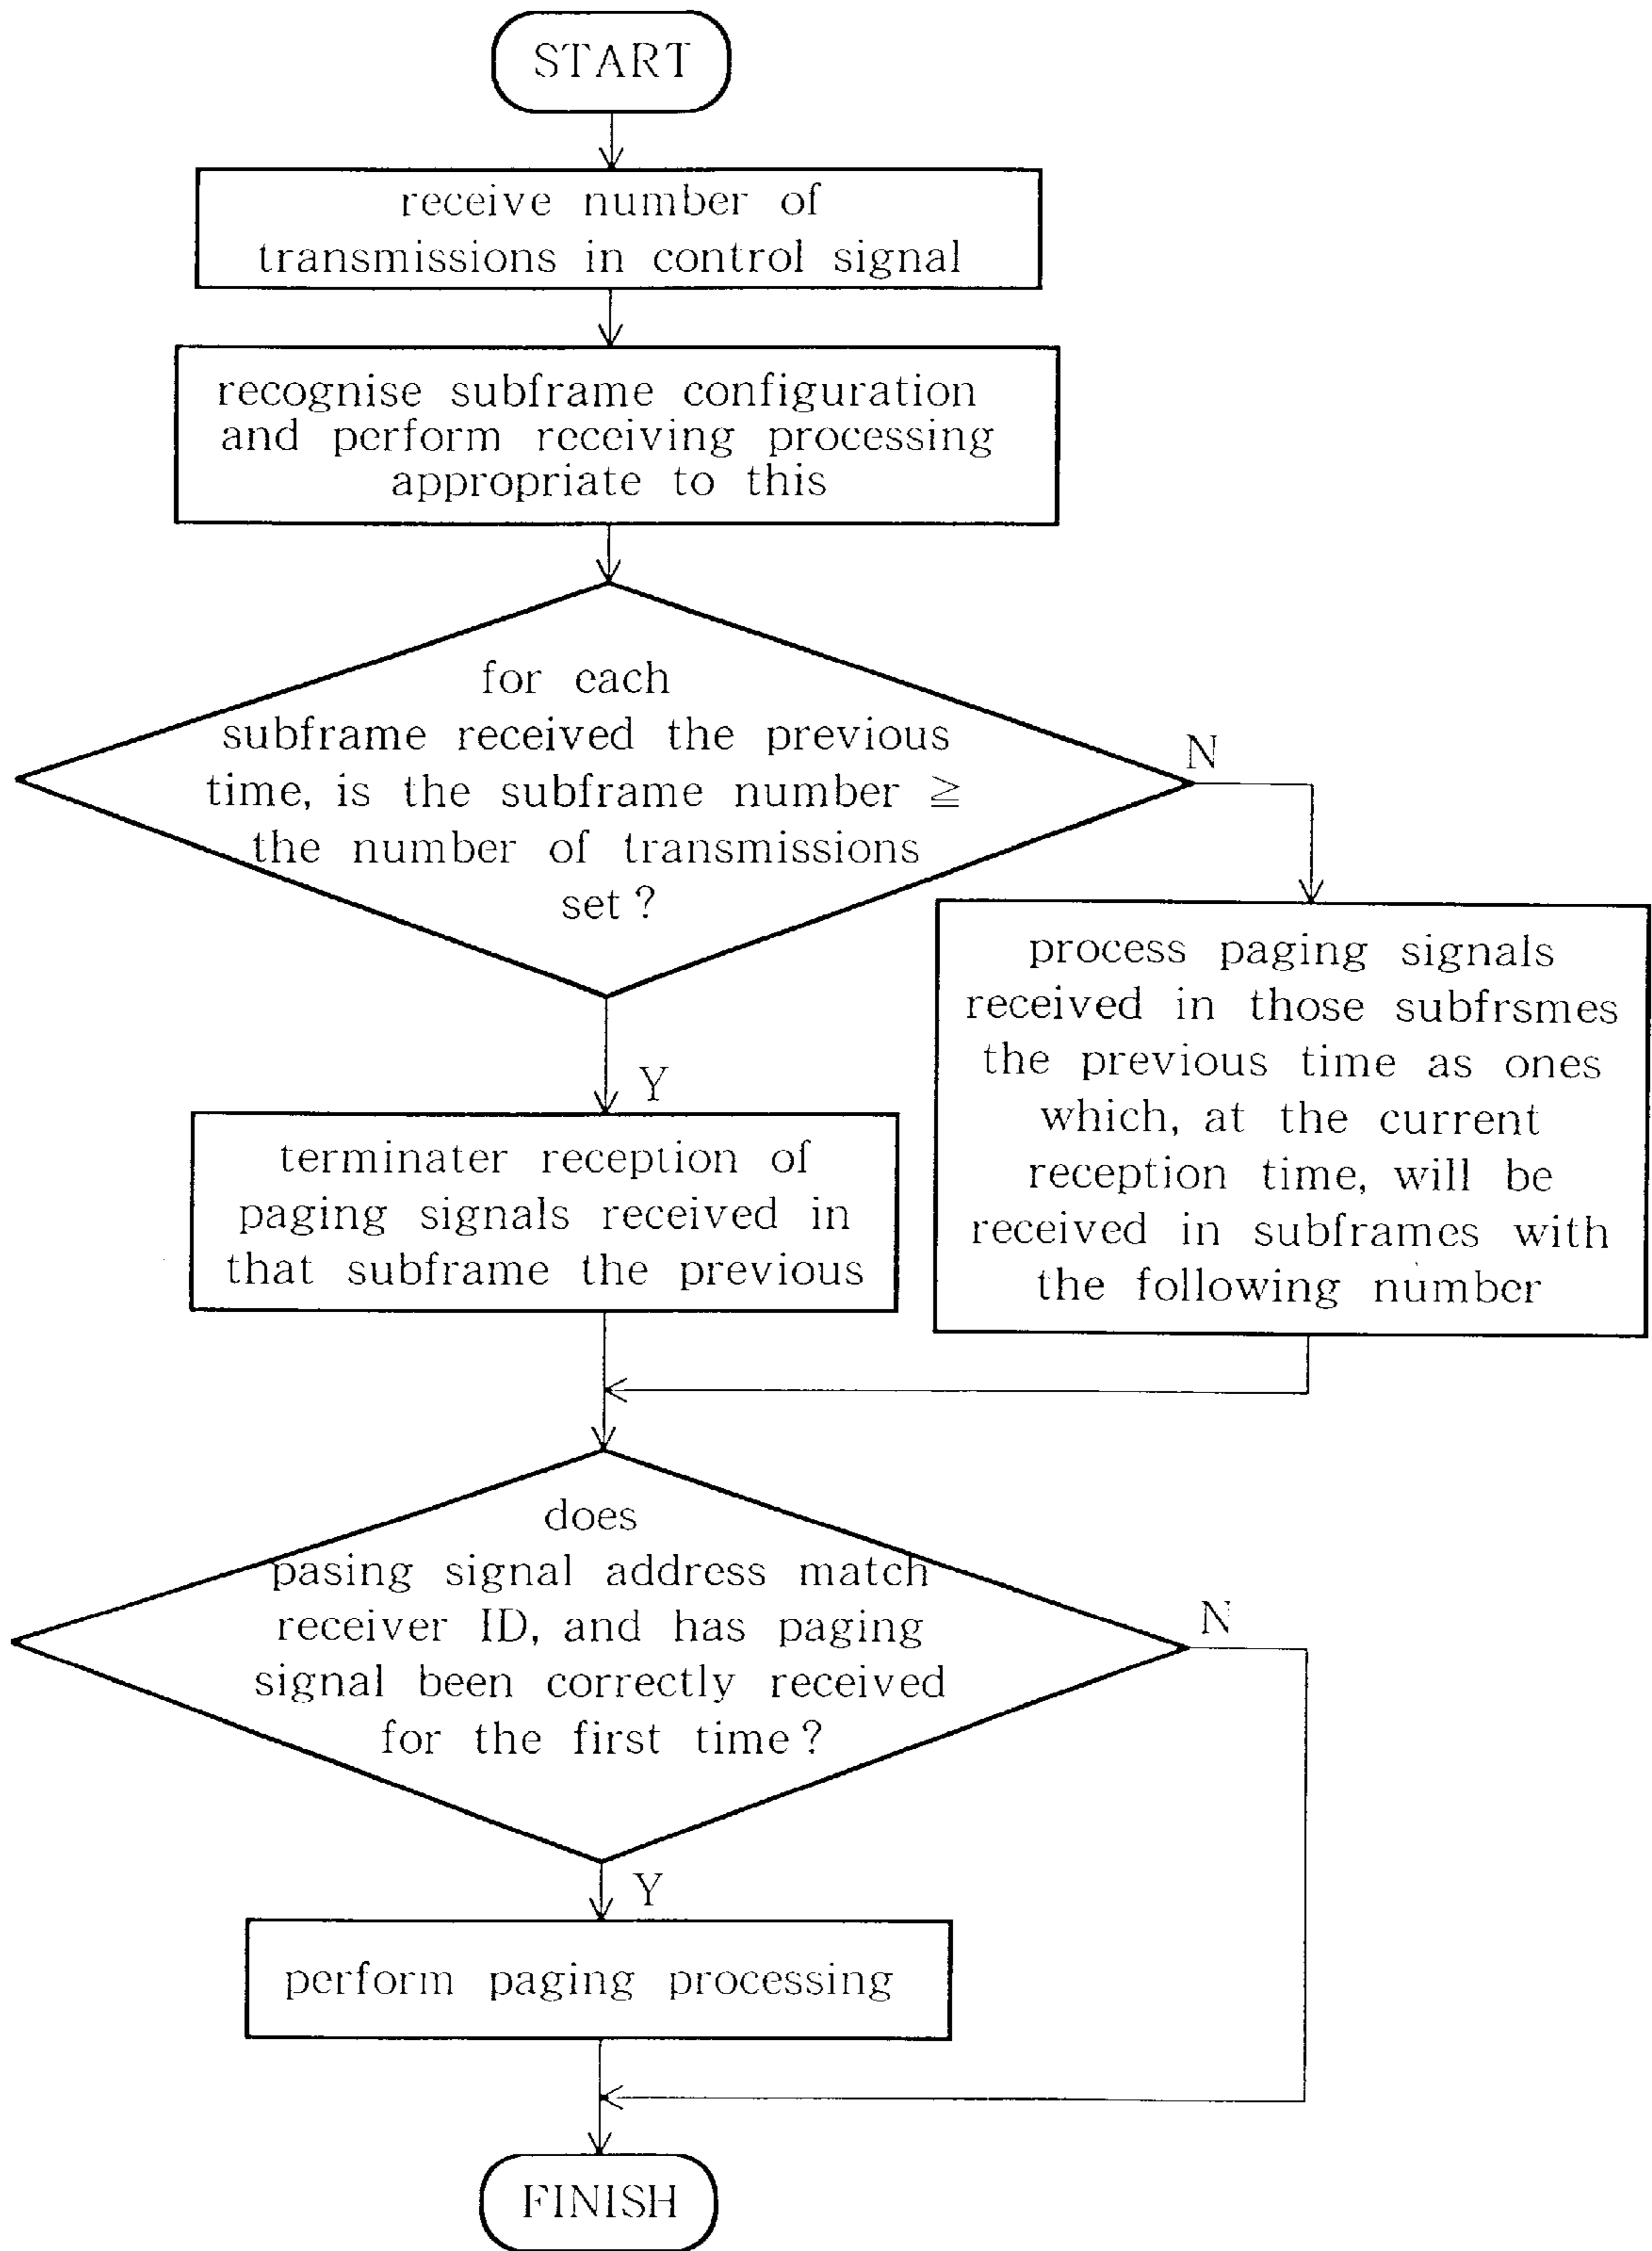 START
receive number of
transmissions in control signal
recognise subframe configuration
and perform receiving processing
appropriate to this
for each
subframe received the previous
time, is the subframe number ≧
the number of transmissions
set?
N
Y
process paging signals
received in those subfrsmes
the previous time as ones
which, at the current
reception time, will be
received in subframes with
the following number
terminater reception of
paging signals received in
that subframe the previous
does
pasing signal address match
receiver ID, and has paging
signal been correctly received
for the first time?
N
Y
perform paging processing
FINISH